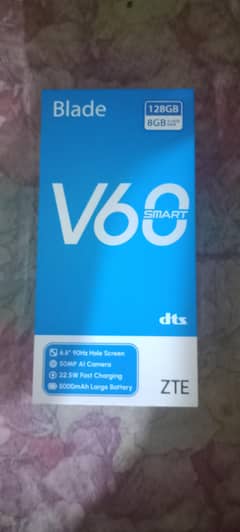 Blade
128GB
8GB
V60
SMART
dts
6.6" 90Hz Hole Screen
50MP AI Camera
22.5W Fast Charging
5000mAh Large Battery
ZTE